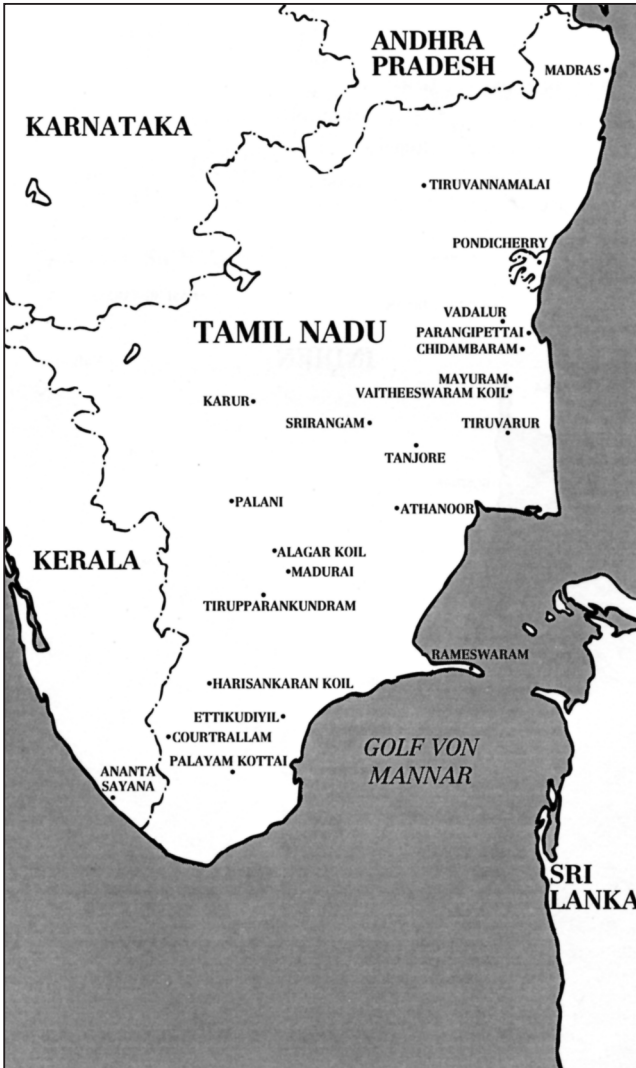 ANDHRA
PRADESH
MADRAS
KARNATAKA
TIRUVANNAMALAI
PONDICHERRY
VADALUR
TAMIL NADU
PARANGIPETTAI
CHIDAMBARAM
MAYURAM
VAITHEESWARAM KOIL
KARUR
SRIRANGAM
TIRUVARUR
TANJORE
PALANI
ATHANOOR
KERALA
ALAGAR KOIL
MADURAI
TIRUPPARANKUNDRAM
RAMESWARAM
HARISANKARAN KOIL
ETTIKUDIYIL
COURTRALLAM
PALAYAM KOTTAI
GOLF VON
MANNAR
ANANTA
SAYANA
SRI
LANKA